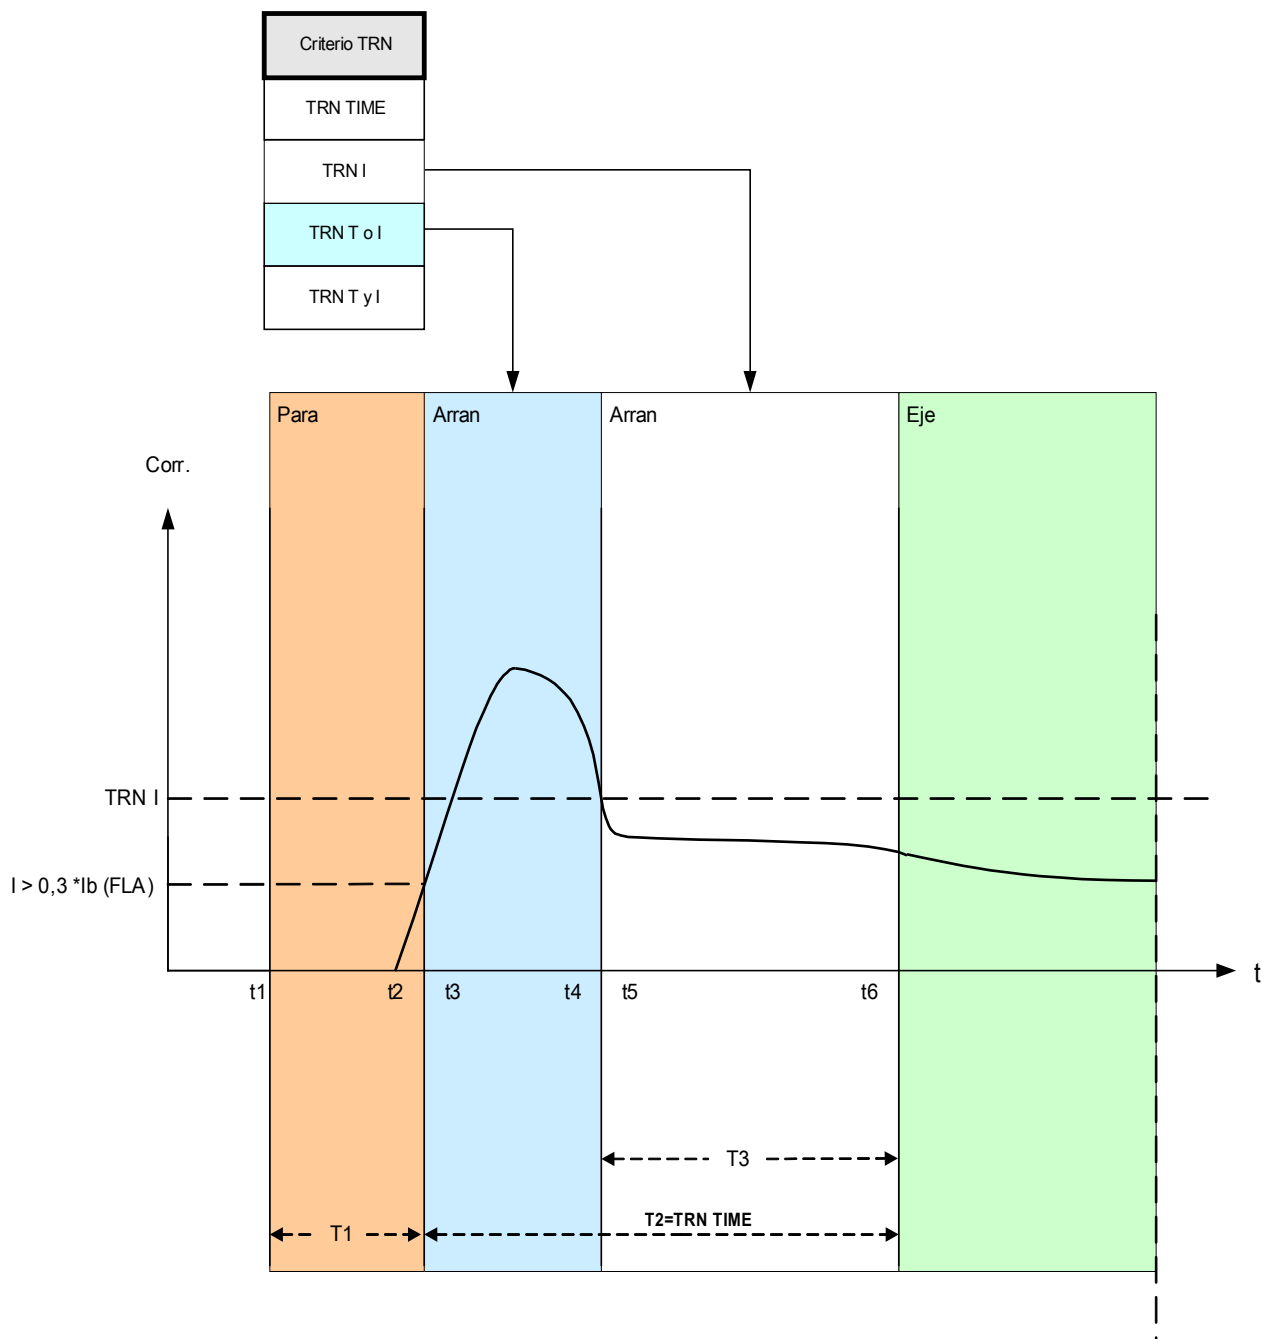 Criterio TRN
TRN TIME
TRN I
TRN T o I
TRN T y I
Para
Arran
Arran
Eje
Corr.
TRN I
I > 0,3 *Ib (FLA)
t1
t2
t3
t4
t5
t6
t
T3
T2=TRN TIME
T1